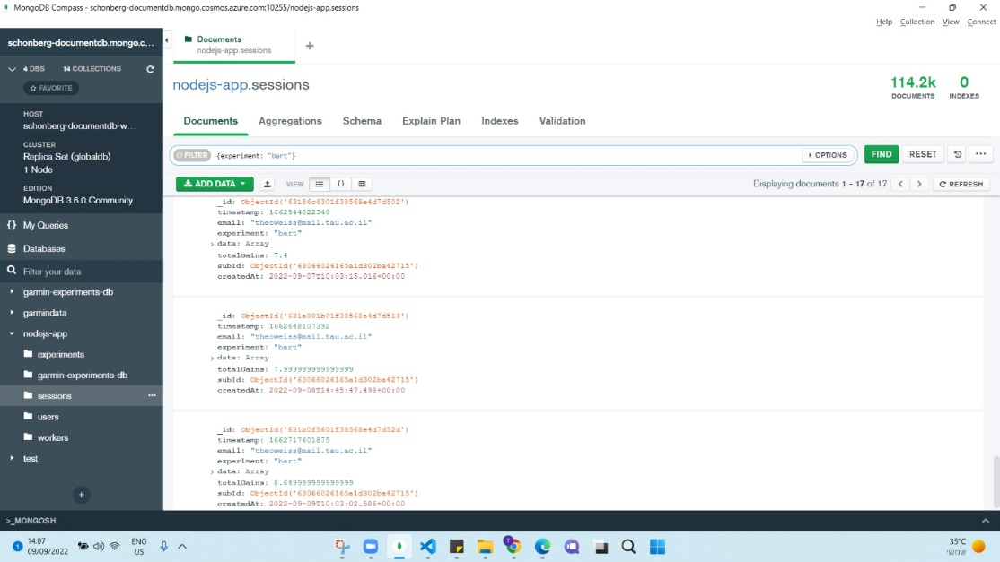 MongoDB Compass - schonberg-documentdb.mongo.cosmos.azure.com:10255/nodejs-app.sessions
Help Collection View Connect
schonberg-documentdb.mongo.c...
4 DBS 14 COLLECTIONS
FAVORITE
HOST
schonberg-documentdb-w...
CLUSTER
Replica Set (globaldb)
1 Node
EDITION
MongoDB 3.6.0 Community
{} My Queries
Databases
Filter your data
garmin-experiments-db
garmindata
nodejs-app
experiments
garmin-experiments-db
sessions ...
users
workers
test
+
Documents
nodejs-app.sessions
+
nodejs-app.sessions
114.2k DOCUMENTS
0 INDEXES
Documents Aggregations Schema Explain Plan Indexes Validation
FILTER {experiment: "bart"} OPTIONS FIND RESET ...
ADD DATA VIEW {} Displaying documents 1 - 17 of 17 < > REFRESH
_id: ObjectId('63186c6301f38568e4d7d502')
timestamp: 1662544822340
email: "theoweiss@mail.tau.ac.il"
experiment: "bart"
> data: Array
totalGains: 7.4
subId: ObjectId('63066026165a1d302ba42715')
createdAt: 2022-09-07T10:03:15.016+00:00
_id: ObjectId('631a001b01f38568e4d7d513')
timestamp: 1662648107392
email: "theoweiss@mail.tau.ac.il"
experiment: "bart"
> data: Array
totalGains: 7.999999999999999
subId: ObjectId('63066026165a1d302ba42715')
createdAt: 2022-09-08T14:45:47.498+00:00
_id: ObjectId('631b0f5601f38568e4d7d52d')
timestamp: 1662717601875
email: "theoweiss@mail.tau.ac.il"
experiment: "bart"
> data: Array
totalGains: 8.649999999999999
subId: ObjectId('63066026165a1d302ba42715')
createdAt: 2022-09-09T10:03:02.586+00:00
>_MONGOSH
1 14:07
09/09/2022
ENG
US
T
35°C
שמשי